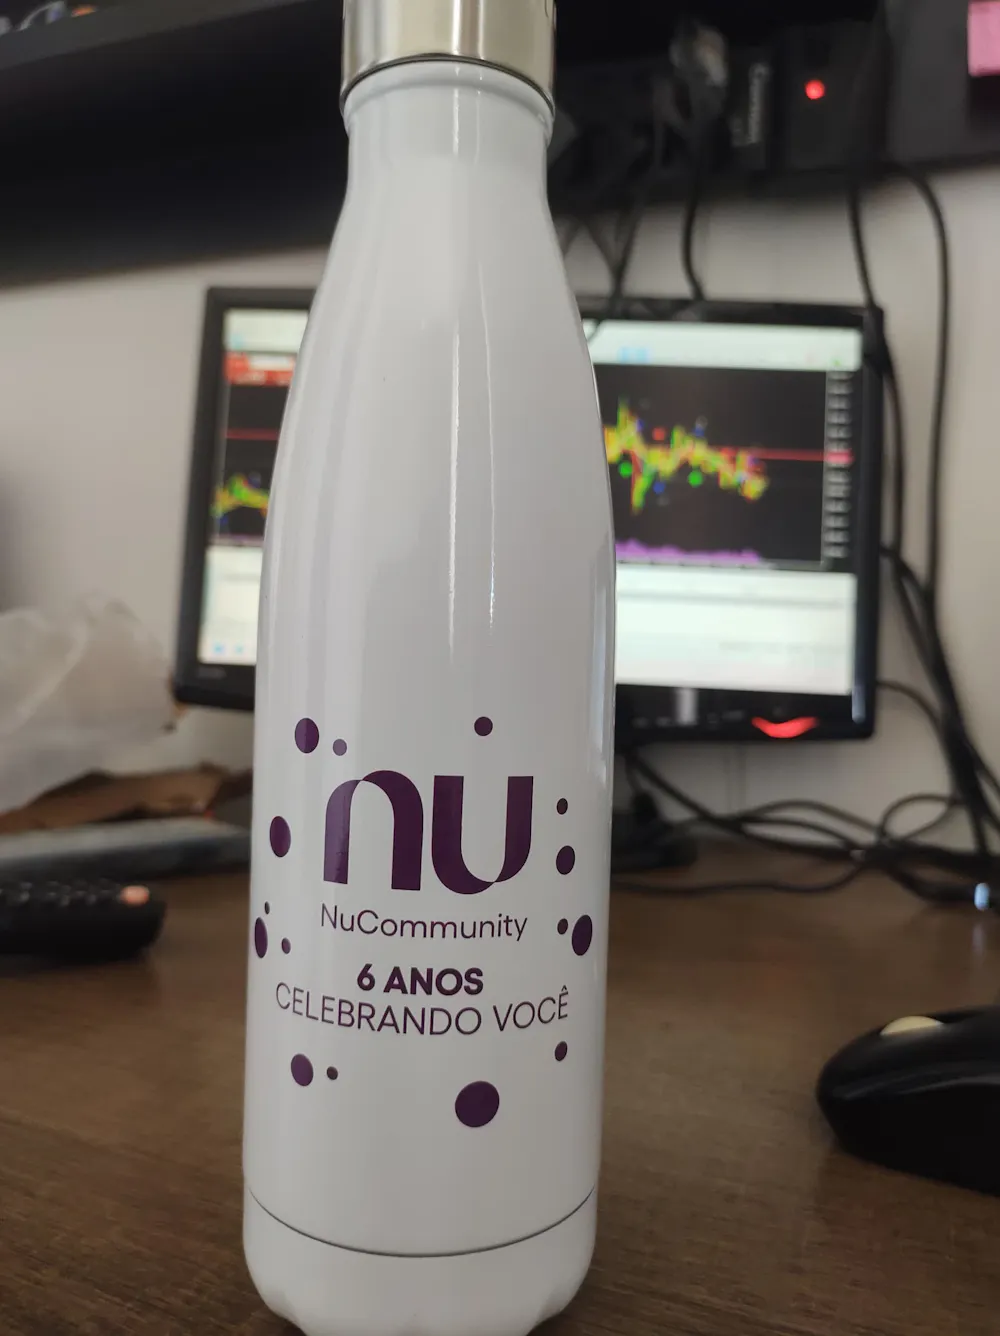 nu
NuCommunity
6 ANOS
CELEBRANDO VOCÊ